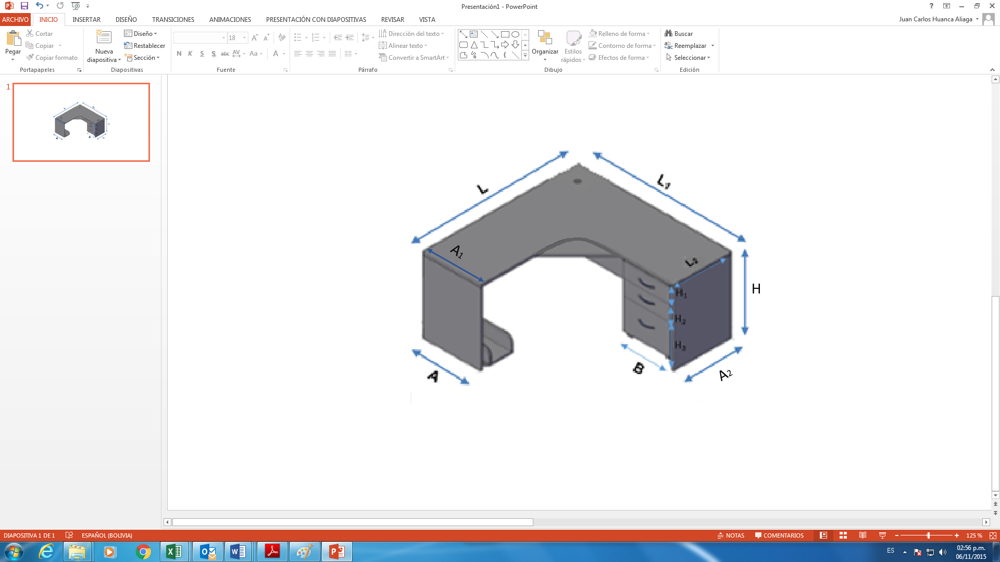 Presentación1 - PowerPoint
ARCHIVO INICIO INSERTAR DISEÑO TRANSICIONES ANIMACIONES PRESENTACIÓN CON DIAPOSITIVAS REVISAR VISTA Juan Carlos Huanca Aliaga
Pegar
Cortar
Copiar
Copiar formato
Portapapeles
Nueva
diapositiva
Diseño
Restablecer
Sección
Diapositivas
18
N K S S abc AV Aa A
Fuente
Dirección del texto
Alinear texto
Convertir a SmartArt
Párrafo
Organizar
Estilos
rápidos
Relleno de forma
Contorno de forma
Efectos de forma
Dibujo
Buscar
Reemplazar
Seleccionar
Edición
1
L
A1
H
H1
H2
H3
A
B
A2
DIAPOSITIVA 1 DE 1 ESPAÑOL (BOLIVIA) NOTAS COMENTARIOS 125 %
ES
02:56 p.m.
06/11/2015